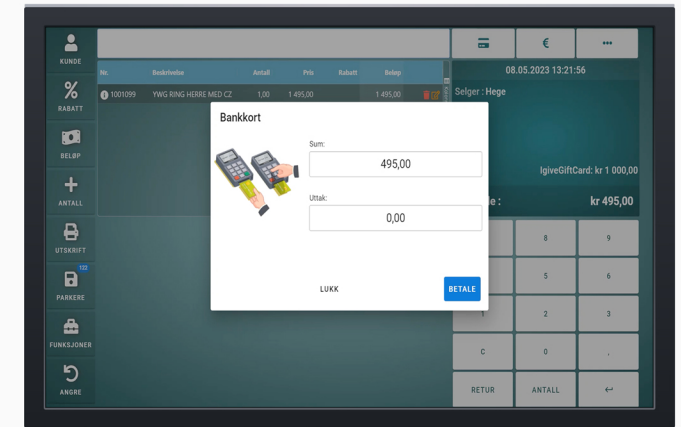 KUNDE
€
•••
Nr. Beskrivelse Antall Pris Rabatt Beløp
08.05.2023 13:21:56
1001099 YWG RING HERRE MED CZ 1,00 1 495,00 1 495,00
Selger : Hege
%
RABATT
Bankkort
Sum:
495,00
BELØP
IgiveGiftCard: kr 1 000,00
Uttak:
0,00
ANTALL
kr 495,00
UTSKRIFT
8 9
122
PARKERE
5 6
LUKK
BETALE
1 2 3
FUNKSJONER
C 0 ,
ANGRE
RETUR ANTALL ↵